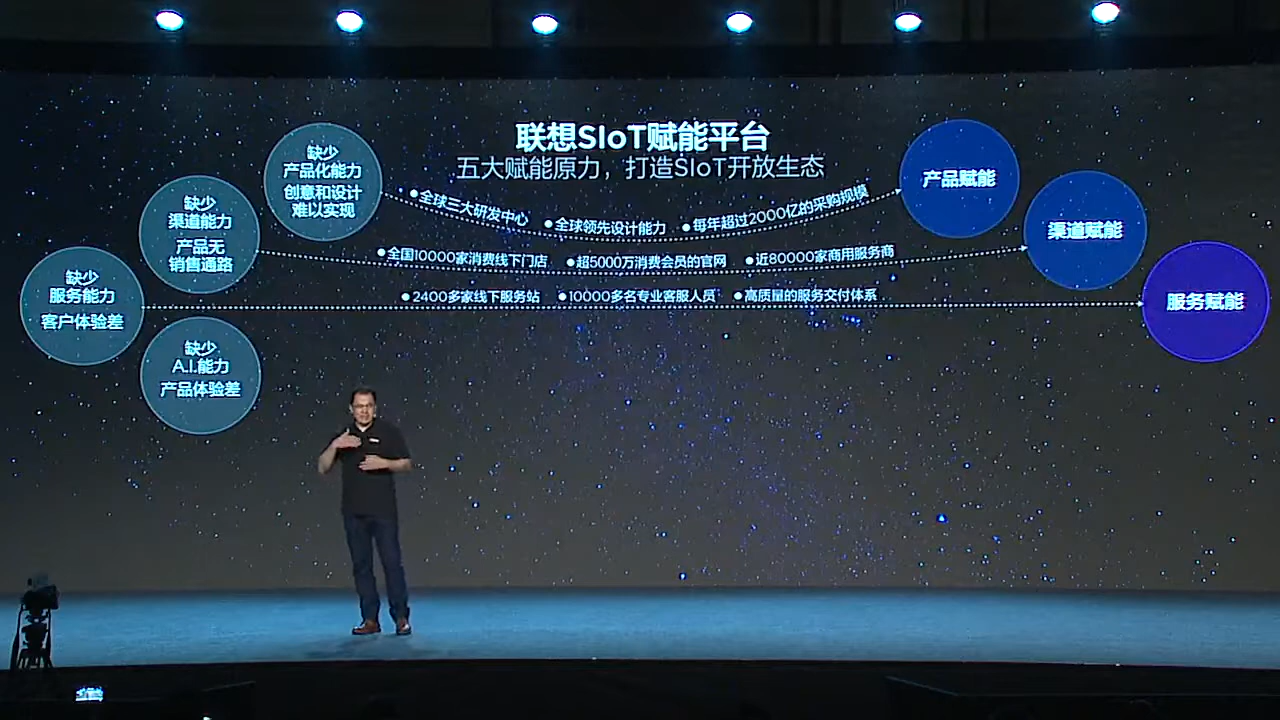 联想SIoT赋能平台
五大赋能原力，打造SIoT开放生态
缺少
产品化能力
创意和设计
难以实现
●全球三大研发中心 ●全球领先设计能力 ●每年超过2000亿的采购规模
产品赋能
缺少
渠道能力
产品无
销售通路
●全国10000家消费线下门店 ●超5000万消费会员的官网 ●近80000家商用服务商
渠道赋能
缺少
服务能力
客户体验差
●2400多家线下服务站 ●10000多名专业客服人员 ●高质量的服务交付体系
服务赋能
缺少
A.I.能力
产品体验差